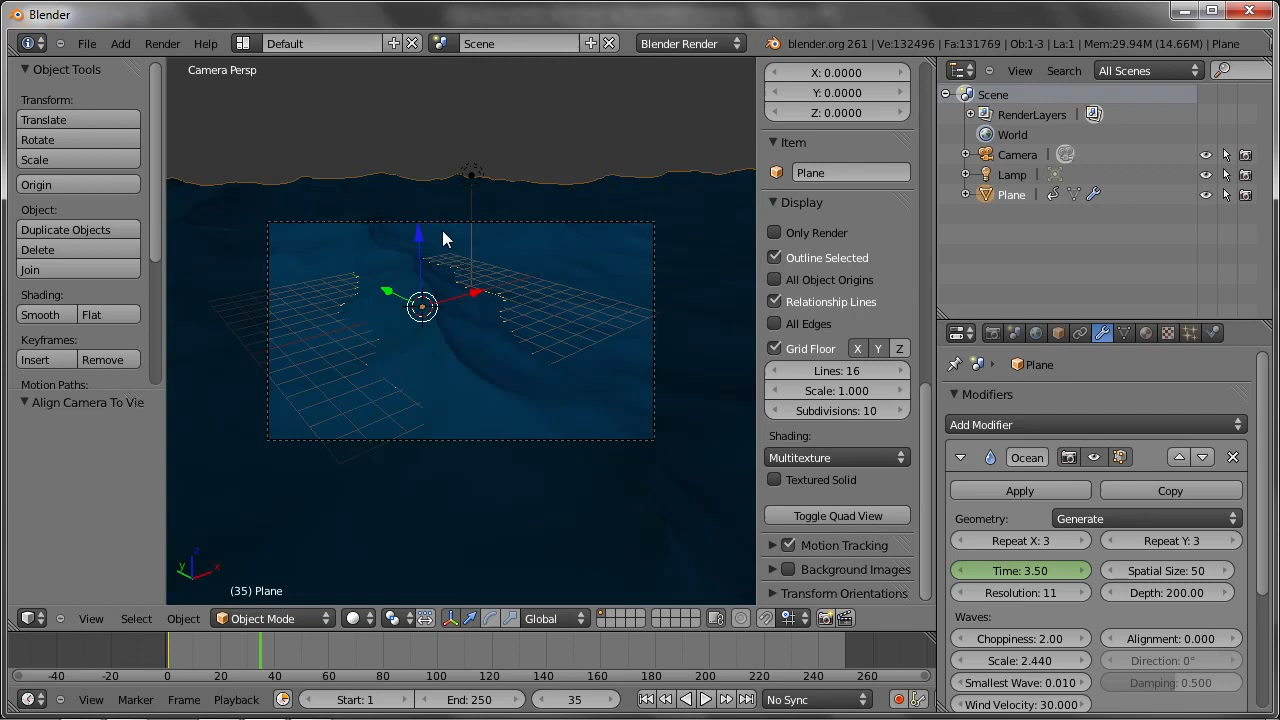 Blender
File Add Render Help Default Scene Blender Render blender.org 261 | Ve:132496 | Fa:131769 | Ob:1-3 | La:1 | Mem:29.94M (14.66M) | Plane
Object Tools
Transform:
Translate
Rotate
Scale
Origin
Object:
Duplicate Objects
Delete
Join
Shading:
Smooth Flat
Keyframes:
Insert Remove
Motion Paths:
Align Camera To Vie
Camera Persp
z
y x
(35) Plane
X: 0.0000
Y: 0.0000
Z: 0.0000
Item
Plane
Display
Only Render
Outline Selected
All Object Origins
Relationship Lines
All Edges
Grid Floor X Y Z
Lines: 16
Scale: 1.000
Subdivisions: 10
Shading:
Multitexture
Textured Solid
Toggle Quad View
Motion Tracking
Background Images
Transform Orientations
View Search All Scenes
Scene
RenderLayers
World
Camera
Lamp
Plane
Plane
Modifiers
Add Modifier
Ocean
Apply Copy
Geometry: Generate
Repeat X: 3 Repeat Y: 3
Time: 3.50 Spatial Size: 50
Resolution: 11 Depth: 200.00
Waves:
Choppiness: 2.00 Alignment: 0.000
Scale: 2.440 Direction: 0°
Smallest Wave: 0.010 Damping: 0.500
Wind Velocity: 30.000
View Select Object Object Mode Global
-40 -20 0 20 40 60 80 100 120 140 160 180 200 220 240 260
View Marker Frame Playback Start: 1 End: 250 35 No Sync